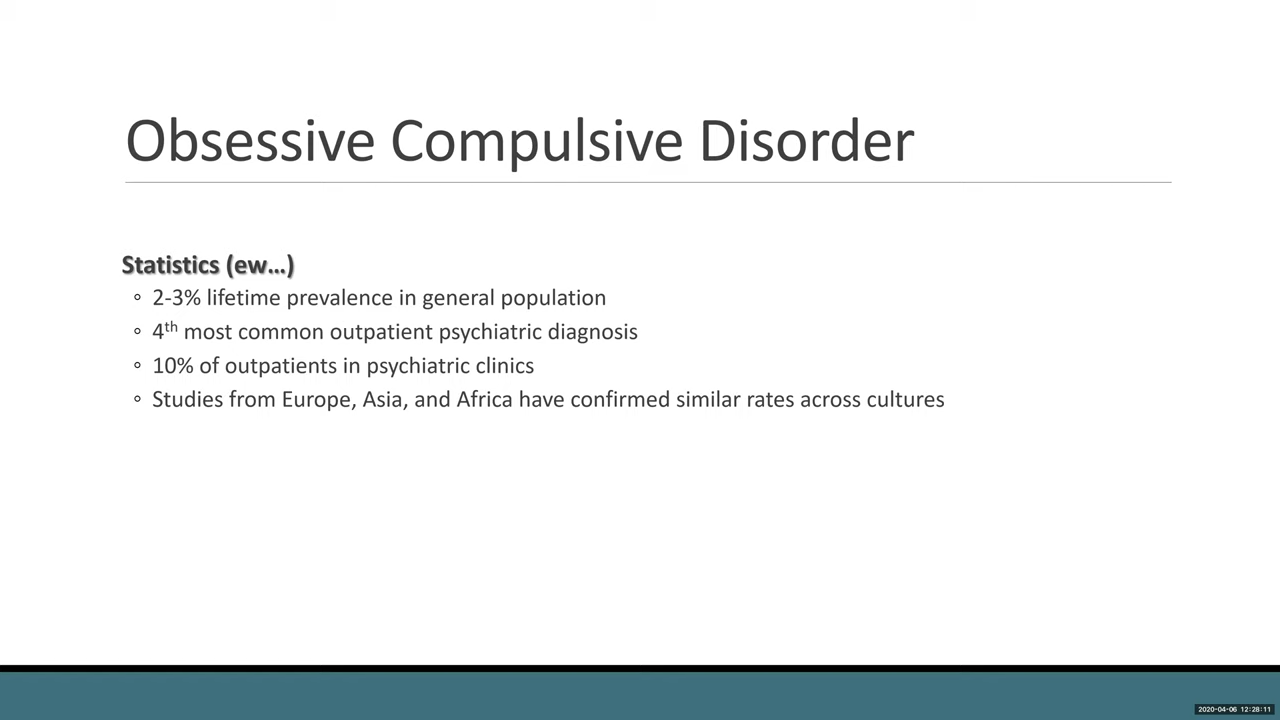 Obsessive Compulsive Disorder
Statistics (ew…)
◦ 2-3% lifetime prevalence in general population
◦ 4th most common outpatient psychiatric diagnosis
◦ 10% of outpatients in psychiatric clinics
◦ Studies from Europe, Asia, and Africa have confirmed similar rates across cultures
2020-04-06 12:28:11